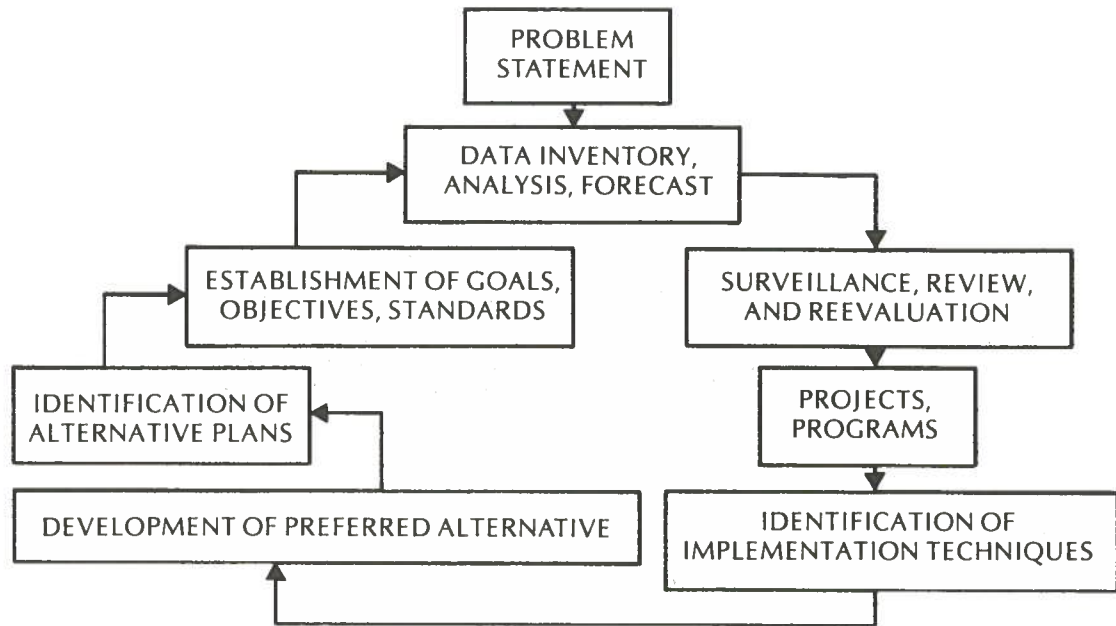 PROBLEM
STATEMENT
DATA INVENTORY,
ANALYSIS, FORECAST
ESTABLISHMENT OF GOALS,
OBJECTIVES, STANDARDS
SURVEILLANCE, REVIEW,
AND REEVALUATION
IDENTIFICATION OF
ALTERNATIVE PLANS
PROJECTS,
PROGRAMS
DEVELOPMENT OF PREFERRED ALTERNATIVE
IDENTIFICATION OF
IMPLEMENTATION TECHNIQUES